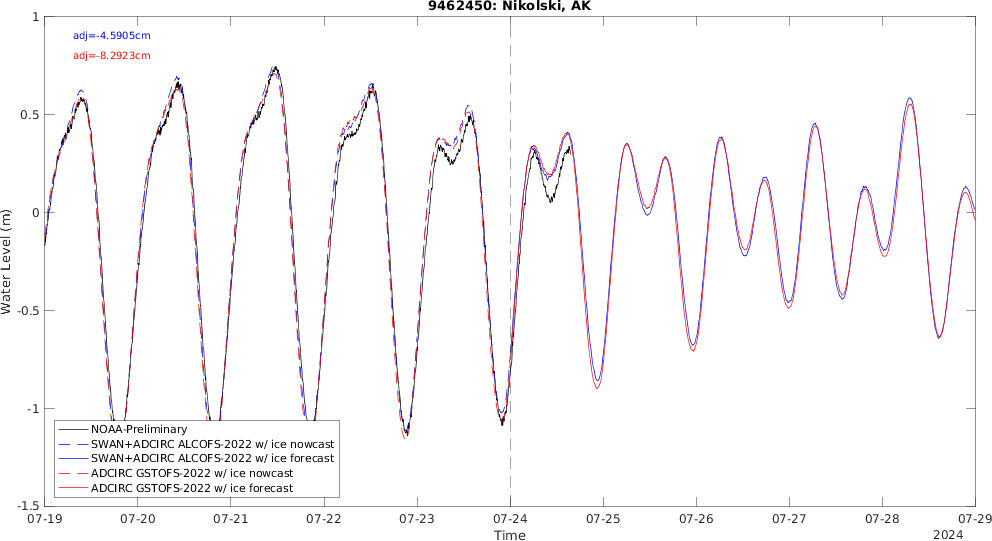 9462450: Nikolski, AK
adj=-4.5905cm
adj=-8.2923cm
Water Level (m)
1
0.5
0
-0.5
-1
-1.5
NOAA-Preliminary
SWAN+ADCIRC ALCOFS-2022 w/ ice nowcast
SWAN+ADCIRC ALCOFS-2022 w/ ice forecast
ADCIRC GSTOFS-2022 w/ ice nowcast
ADCIRC GSTOFS-2022 w/ ice forecast
07-19 07-20 07-21 07-22 07-23 07-24 07-25 07-26 07-27 07-28 07-29
Time
2024